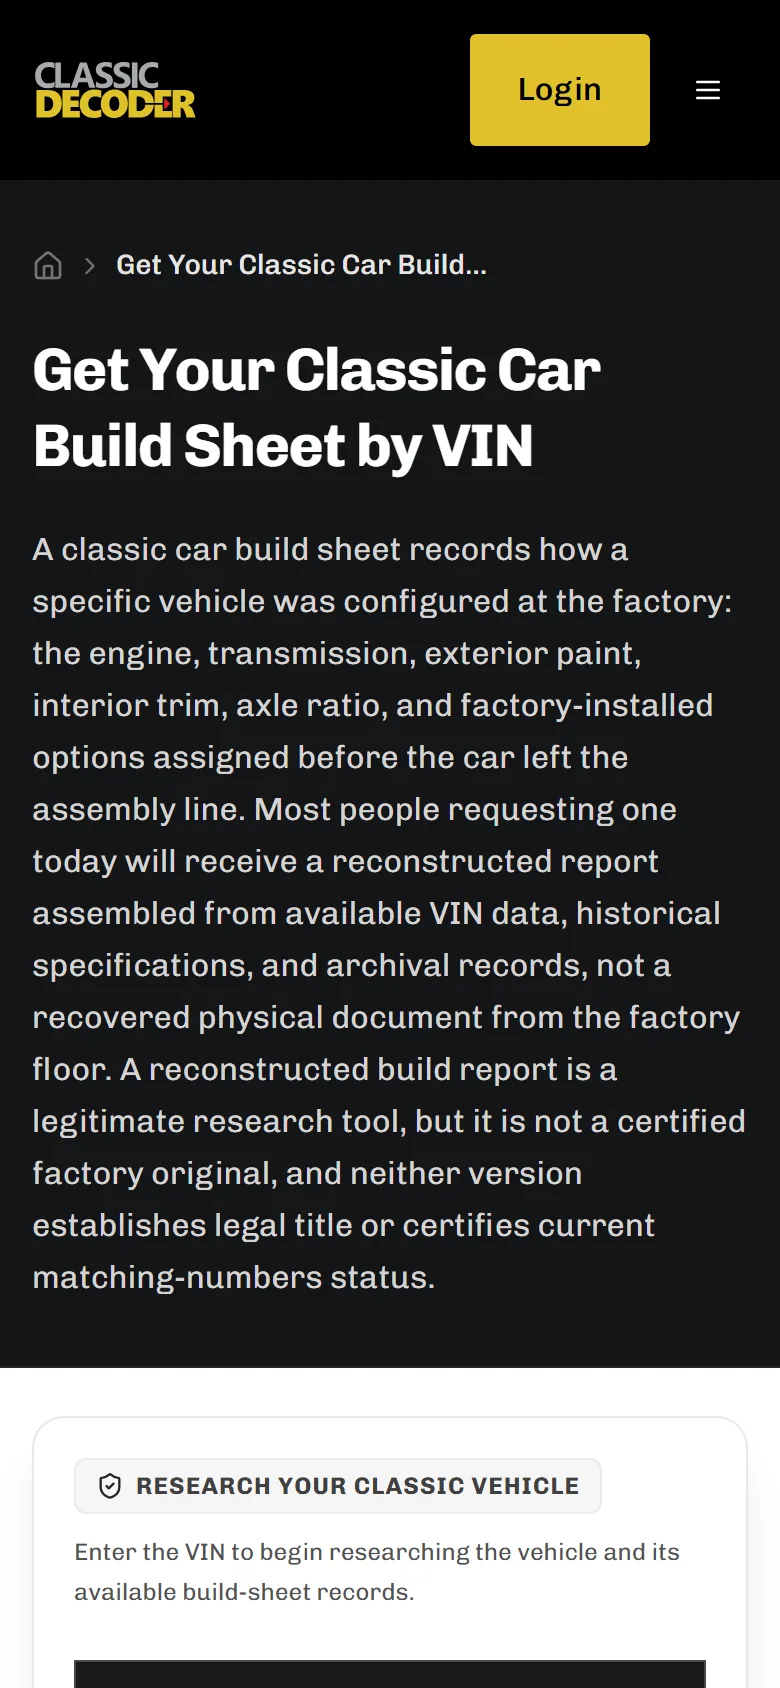 CLASSIC
DECODER
Login
Get Your Classic Car Build...
Get Your Classic Car
Build Sheet by VIN
A classic car build sheet records how a
specific vehicle was configured at the factory:
the engine, transmission, exterior paint,
interior trim, axle ratio, and factory-installed
options assigned before the car left the
assembly line. Most people requesting one
today will receive a reconstructed report
assembled from available VIN data, historical
specifications, and archival records, not a
recovered physical document from the factory
floor. A reconstructed build report is a
legitimate research tool, but it is not a certified
factory original, and neither version
establishes legal title or certifies current
matching-numbers status.
RESEARCH YOUR CLASSIC VEHICLE
Enter the VIN to begin researching the vehicle and its
available build-sheet records.